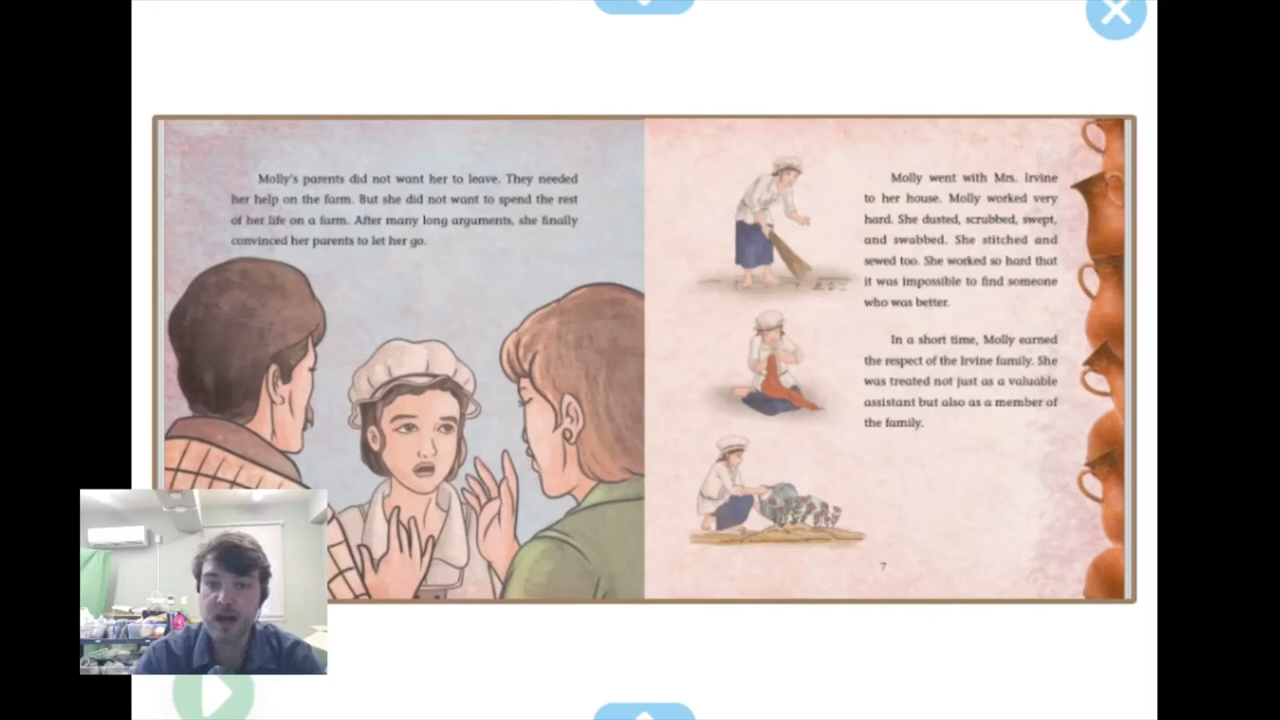 Molly's parents did not want her to leave. They needed
her help on the farm. But she did not want to spend the rest
of her life on a farm. After many long arguments, she finally
convinced her parents to let her go.
Molly went with Mrs. Irvine
to her house. Molly worked very
hard. She dusted, scrubbed, swept,
and swabbed. She stitched and
sewed too. She worked so hard that
it was impossible to find someone
who was better.
In a short time, Molly earned
the respect of the Irvine family. She
was treated not just as a valuable
assistant but also as a member of
the family.
7